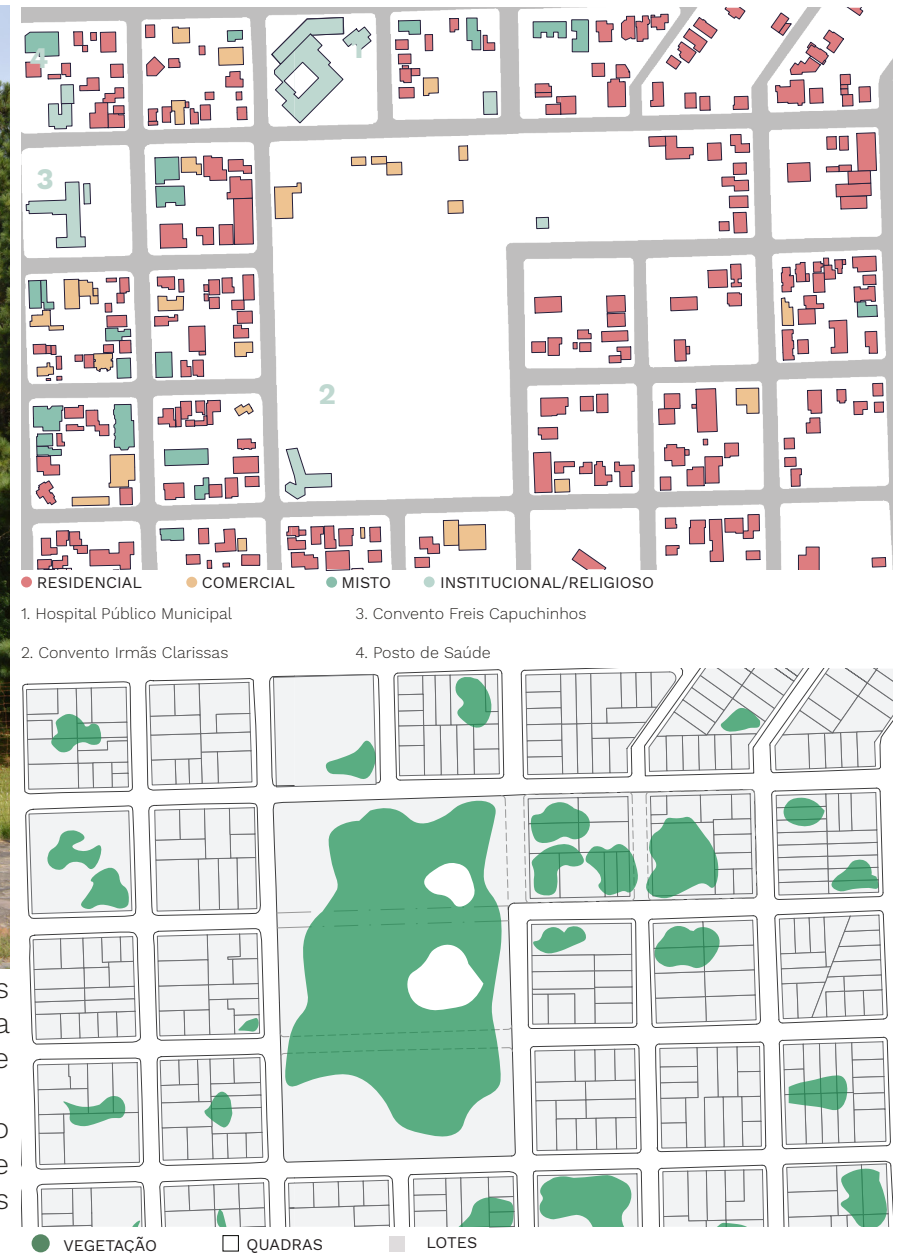 4
1
3
2
RESIDENCIAL COMERCIAL MISTO INSTITUCIONAL/RELIGIOSO
1. Hospital Público Municipal 3. Convento Freis Capuchinhos
2. Convento Irmãs Clarissas 4. Posto de Saúde
s
a
e
o
e
s
VEGETAÇÃO QUADRAS LOTES